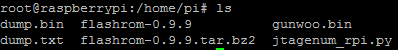 root@raspberrypi:/home/pi# ls
dump.bin  flashrom-0.9.9          gunwoo.bin
dump.txt  flashrom-0.9.9.tar.bz2  jtagenum_rpi.py